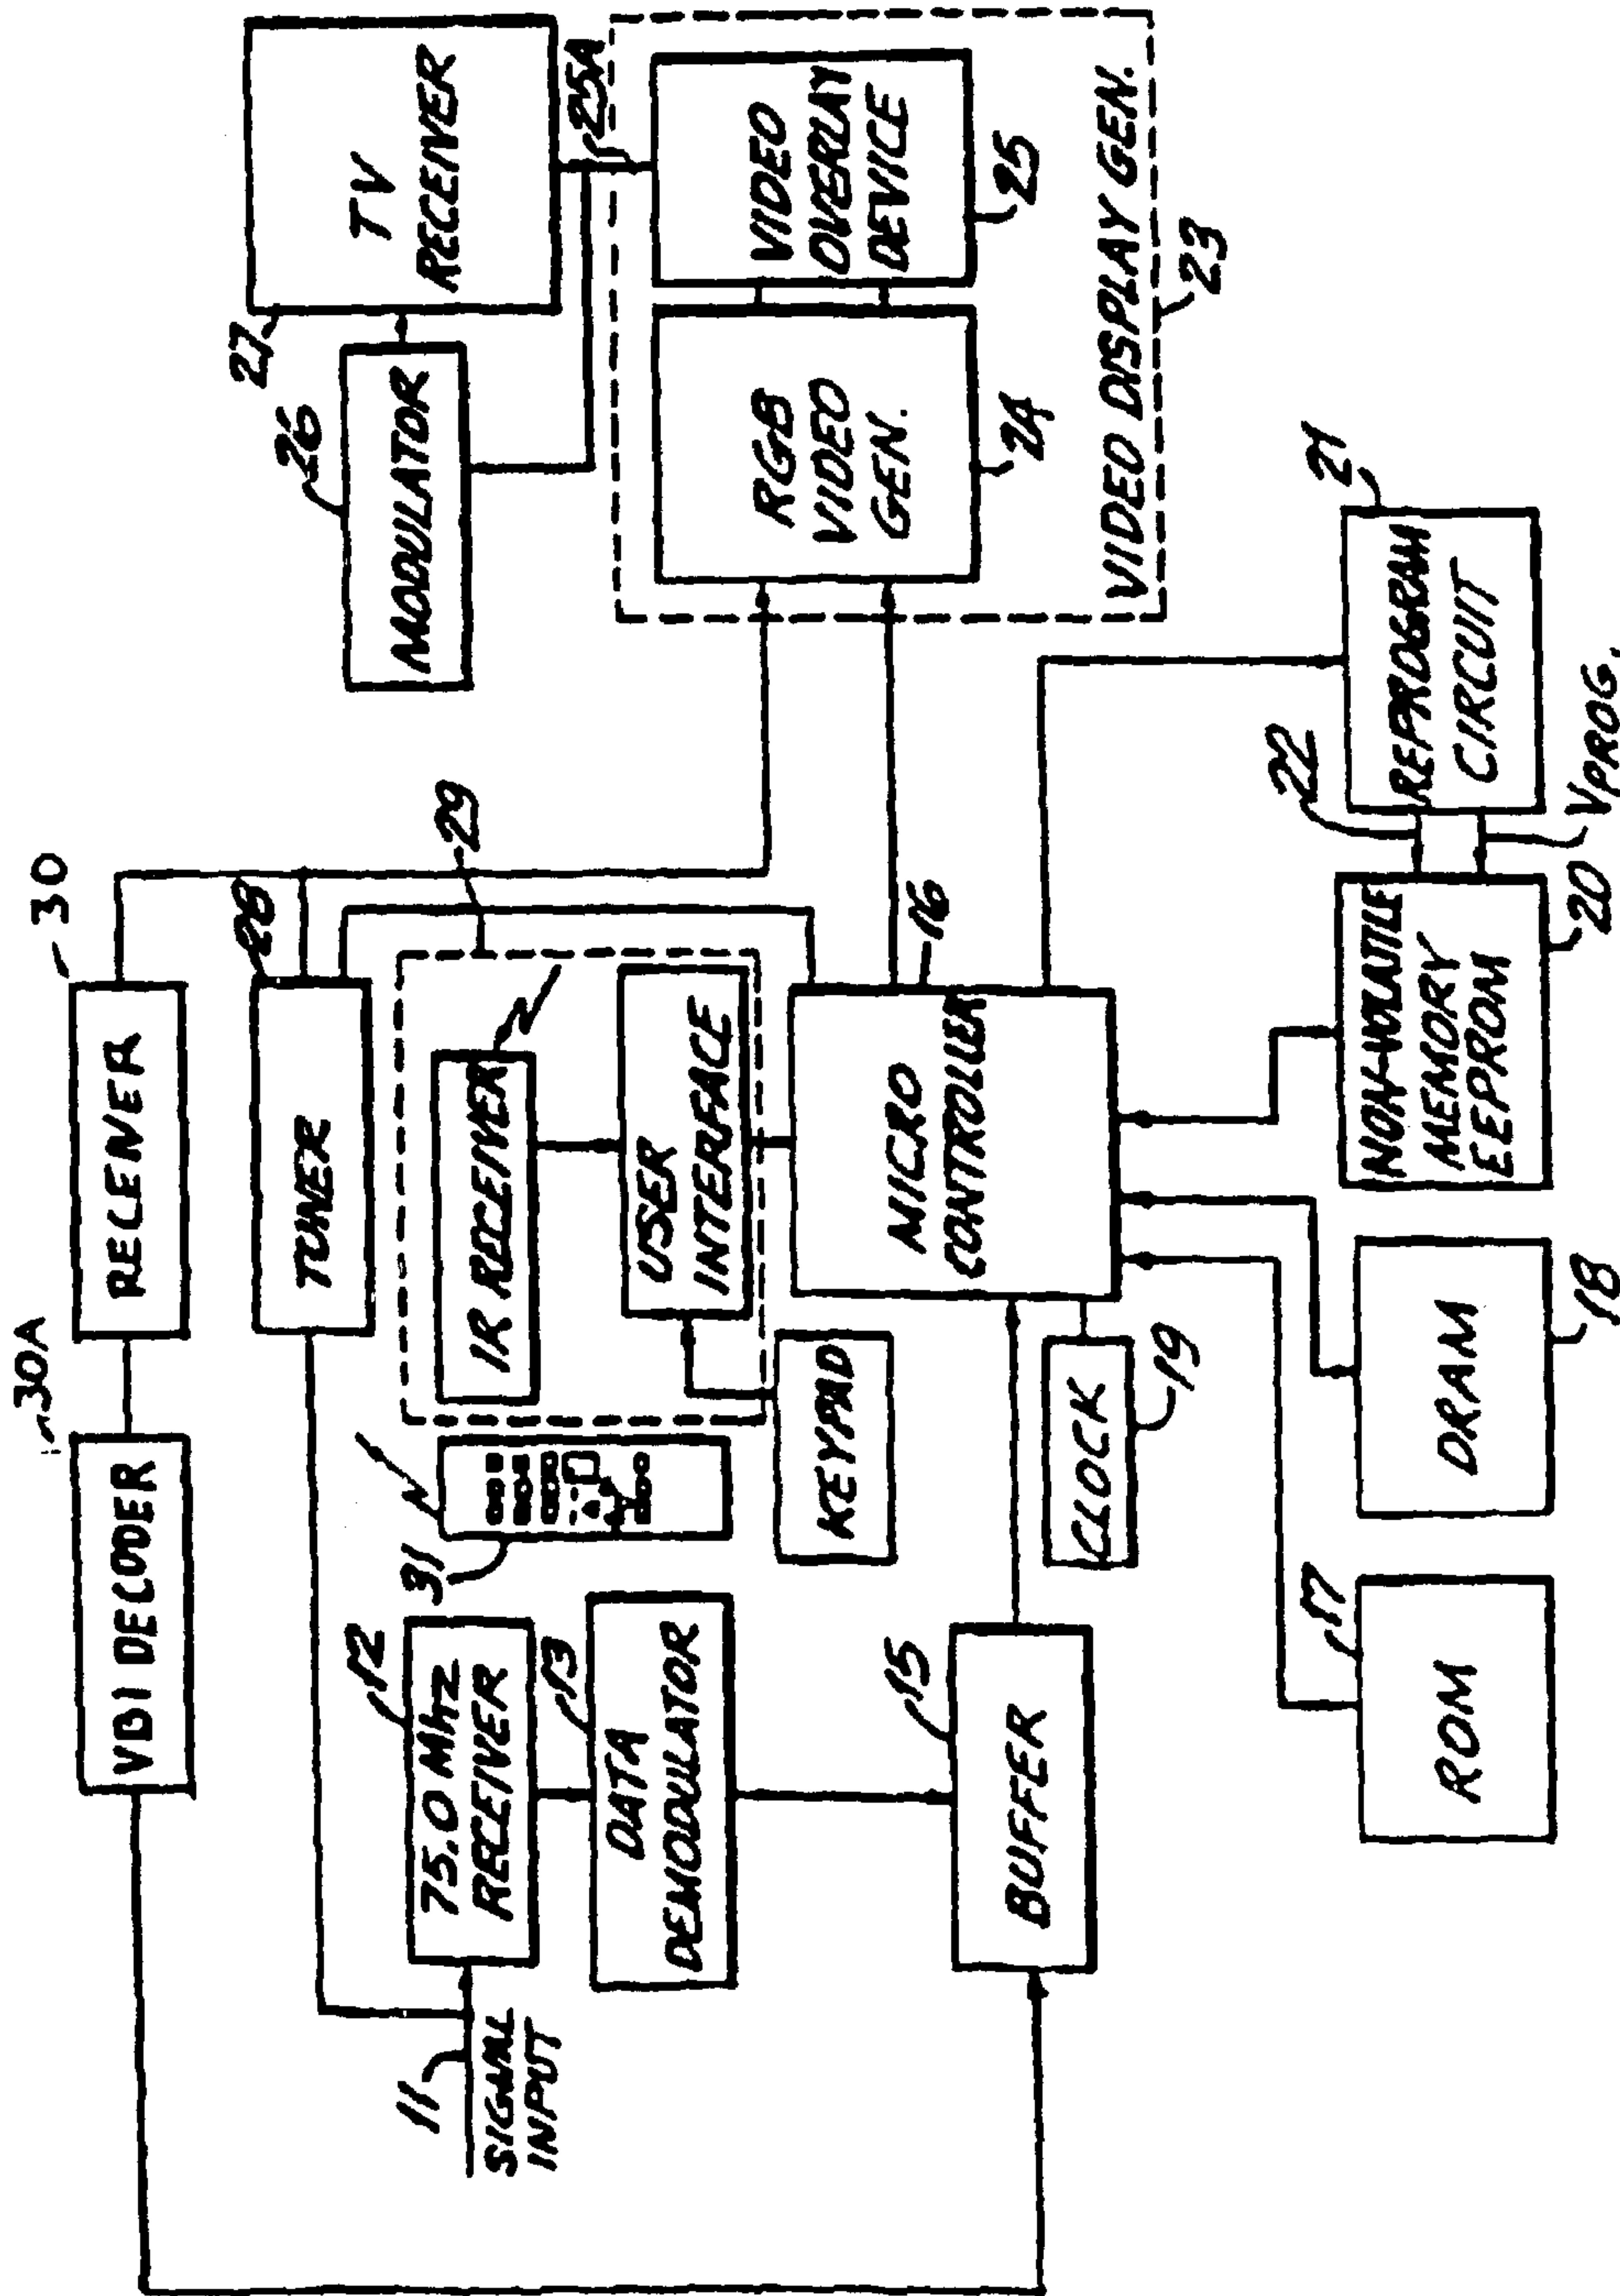 30A
30
VBI DECODER
RECEIVER
28
TUNER
27
TV
RECEIVER
26
MODULATOR
25A
29
11
SIGNAL
INPUT
12
75.0 Mhz
RECEIVER
31
IR RECEIVER
13
DATA
DEMODULATOR
USER
INTERFACE
RGB
VIDEO
GEN.
24
VIDEO
OVERLAY
DEVICE
25
VIDEO DISPLAY GEN.
23
KEYPAD
15
BUFFER
MICRO
CONTROLLER
16
CLOCK
19
17
ROM
DRAM
18
NON-VOLATILE
MEMORY
EEPROM
20
22
REPROGRAM
CIRCUIT
21
VPROG.